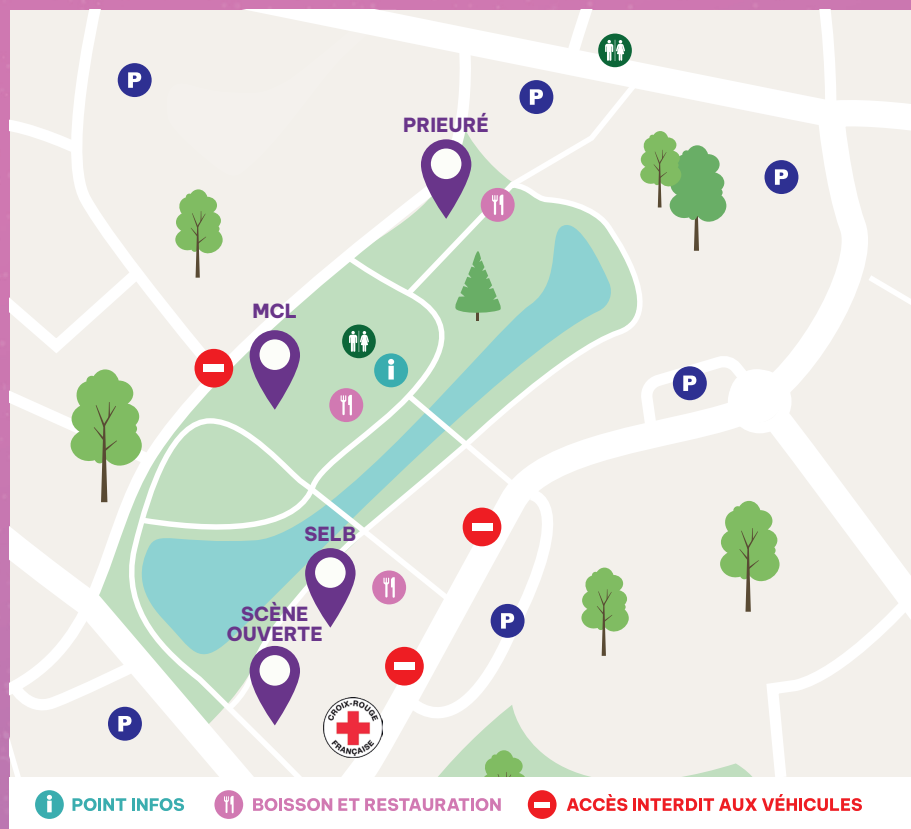 P
P
PRIEURÉ
P
MCL
i
P
SELB
SCÈNE
OUVERTE
P
P
CROIX-ROUGE
FRANÇAISE
i POINT INFOS
BOISSON ET RESTAURATION
ACCÈS INTERDIT AUX VÉHICULES